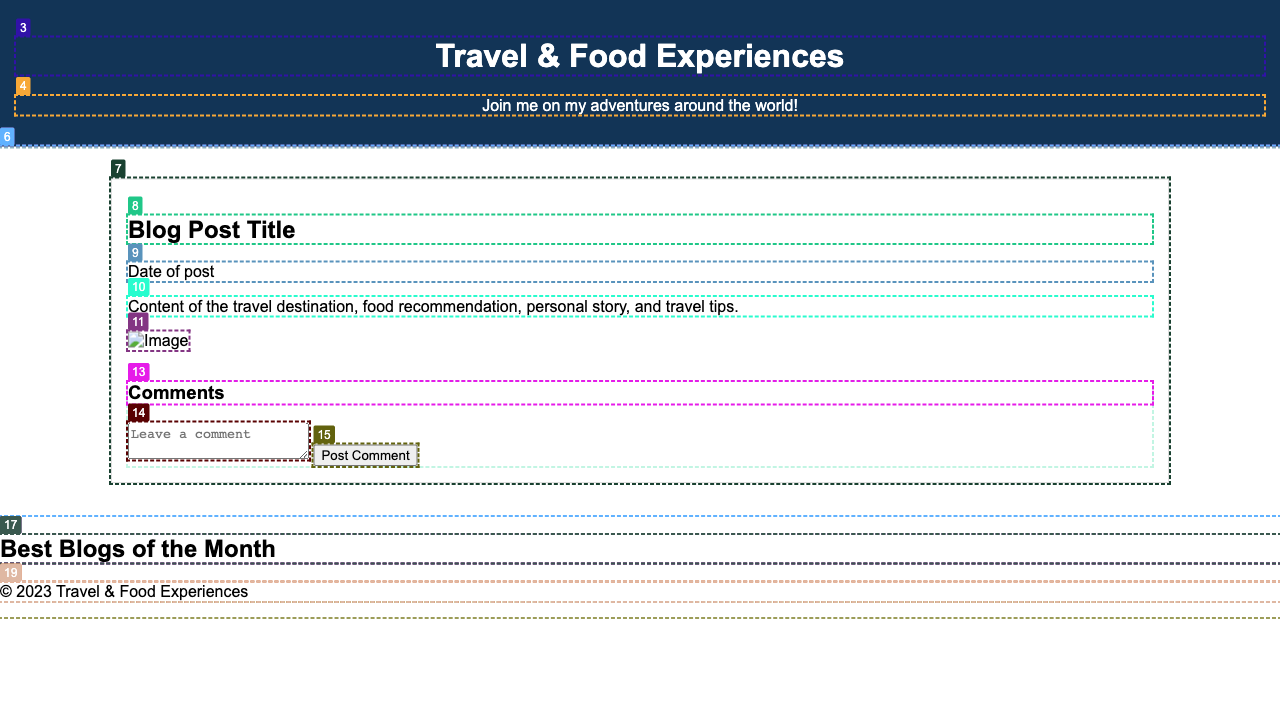 3
Travel & Food Experiences
4
Join me on my adventures around the world!
6
7
8
Blog Post Title
9
Date of post
10
Content of the travel destination, food recommendation, personal story, and travel tips.
11
Image
13
Comments
14
Leave a comment
15
Post Comment
17
Best Blogs of the Month
19
© 2023 Travel & Food Experiences